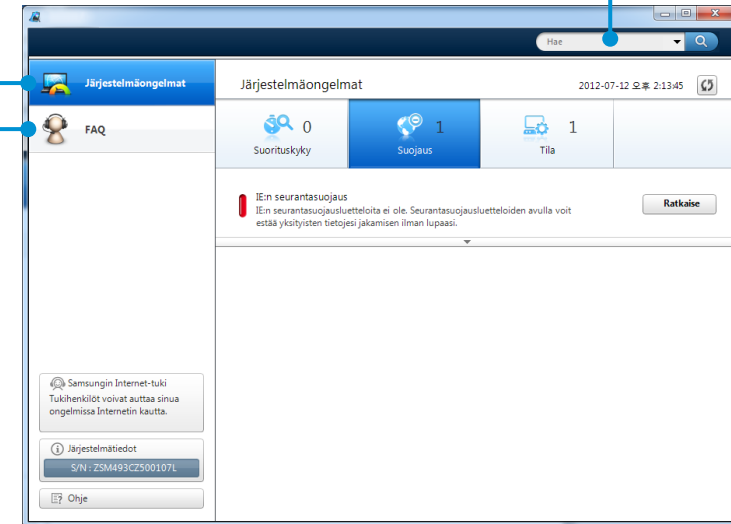 Hae
Järjestelmäongelmat
FAQ
Järjestelmäongelmat
2012-07-12 오후 2:13:45
0
Suorituskyky
1
Suojaus
1
Tila
IE:n seurantasuojaus
IE:n seurantasuojausluetteloita ei ole. Seurantasuojausluetteloiden avulla voit
estää yksityisten tietojesi jakamisen ilman lupaasi.
Ratkaise
Samsungin Internet-tuki
Tukihenkilöt voivat auttaa sinua
ongelmissa Internetin kautta.
Järjestelmätiedot
S/N : ZSM493CZ500107L
Ohje